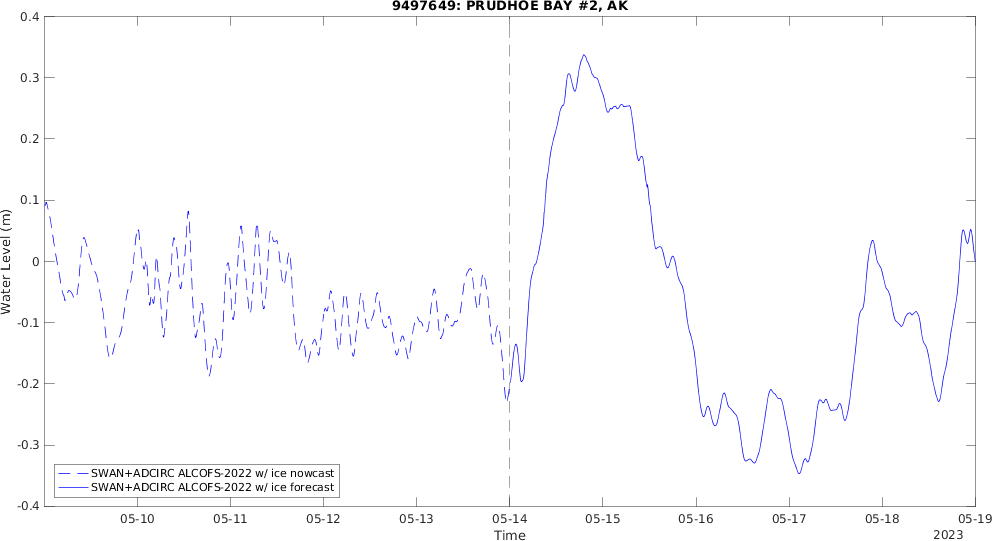 9497649: PRUDHOE BAY #2, AK
0.4
0.3
0.2
0.1
0
-0.1
-0.2
-0.3
-0.4
Water Level (m)
SWAN+ADCIRC ALCOFS-2022 w/ ice nowcast
SWAN+ADCIRC ALCOFS-2022 w/ ice forecast
05-10 05-11 05-12 05-13 05-14 05-15 05-16 05-17 05-18 05-19
Time
2023